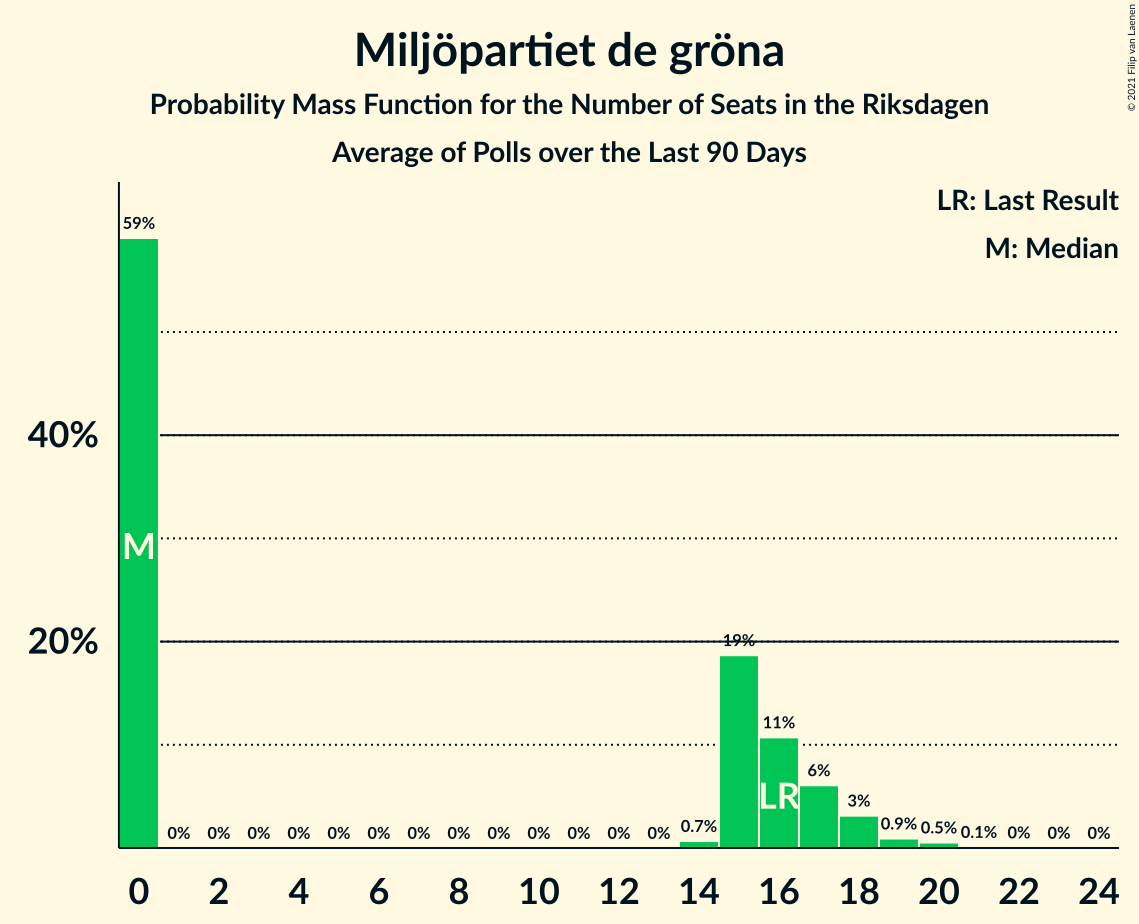 © 2021 Filip van Laenen
Miljöpartiet de gröna
Probability Mass Function for the Number of Seats in the Riksdagen
Average of Polls over the Last 90 Days
LR: Last Result
M: Median
40%
20%
59%
0% 0% 0% 0% 0% 0% 0% 0% 0% 0% 0% 0% 0% 0.7% 19% 11% 6% 3% 0.9% 0.5% 0.1% 0% 0% 0%
M
LR
0 2 4 6 8 10 12 14 16 18 20 22 24